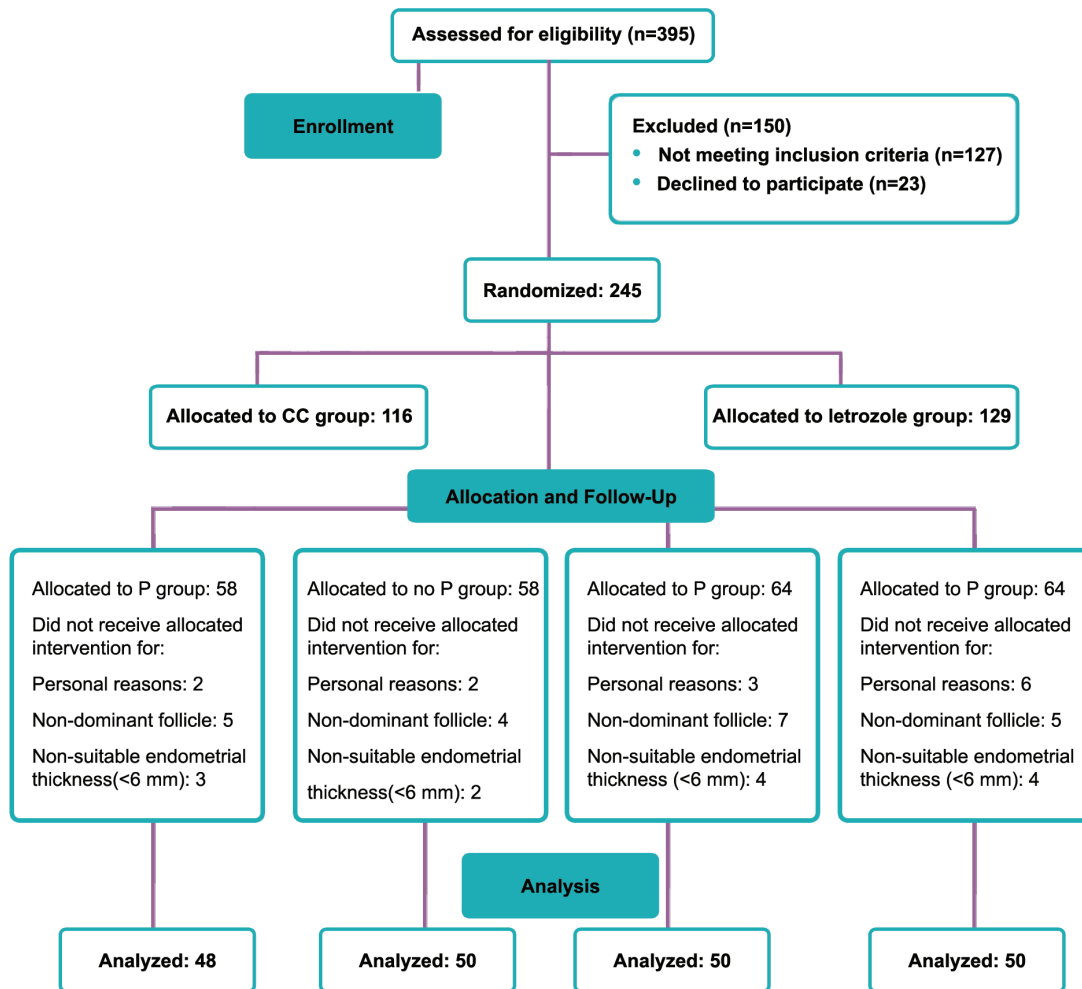 Assessed for eligibility (n=395)
Enrollment
Excluded (n=150)
• Not meeting inclusion criteria (n=127)
• Declined to participate (n=23)
Randomized: 245
Allocated to CC group: 116
Allocated to letrozole group: 129
Allocation and Follow-Up
Allocated to P group: 58
Did not receive allocated
intervention for:
Personal reasons: 2
Non-dominant follicle: 5
Non-suitable endometrial
thickness(<6 mm): 3
Allocated to no P group: 58
Did not receive allocated
intervention for:
Personal reasons: 2
Non-dominant follicle: 4
Non-suitable endometrial
thickness(<6 mm): 2
Allocated to P group: 64
Did not receive allocated
intervention for:
Personal reasons: 3
Non-dominant follicle: 7
Non-suitable endometrial
thickness (<6 mm): 4
Allocated to P group: 64
Did not receive allocated
intervention for:
Personal reasons: 6
Non-dominant follicle: 5
Non-suitable endometrial
thickness (<6 mm): 4
Analysis
Analyzed: 48
Analyzed: 50
Analyzed: 50
Analyzed: 50